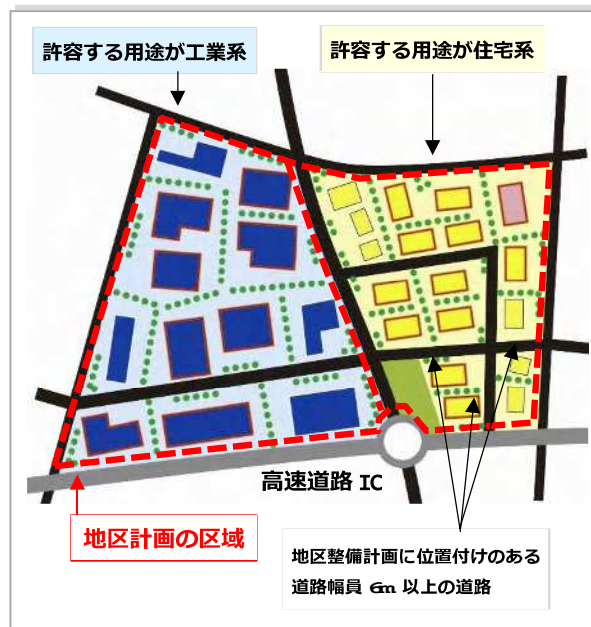 許容する用途が工業系
許容する用途が住宅系
高速道路 IC
地区計画の区域
地区整備計画に位置付けのある
道路幅員 6m 以上の道路